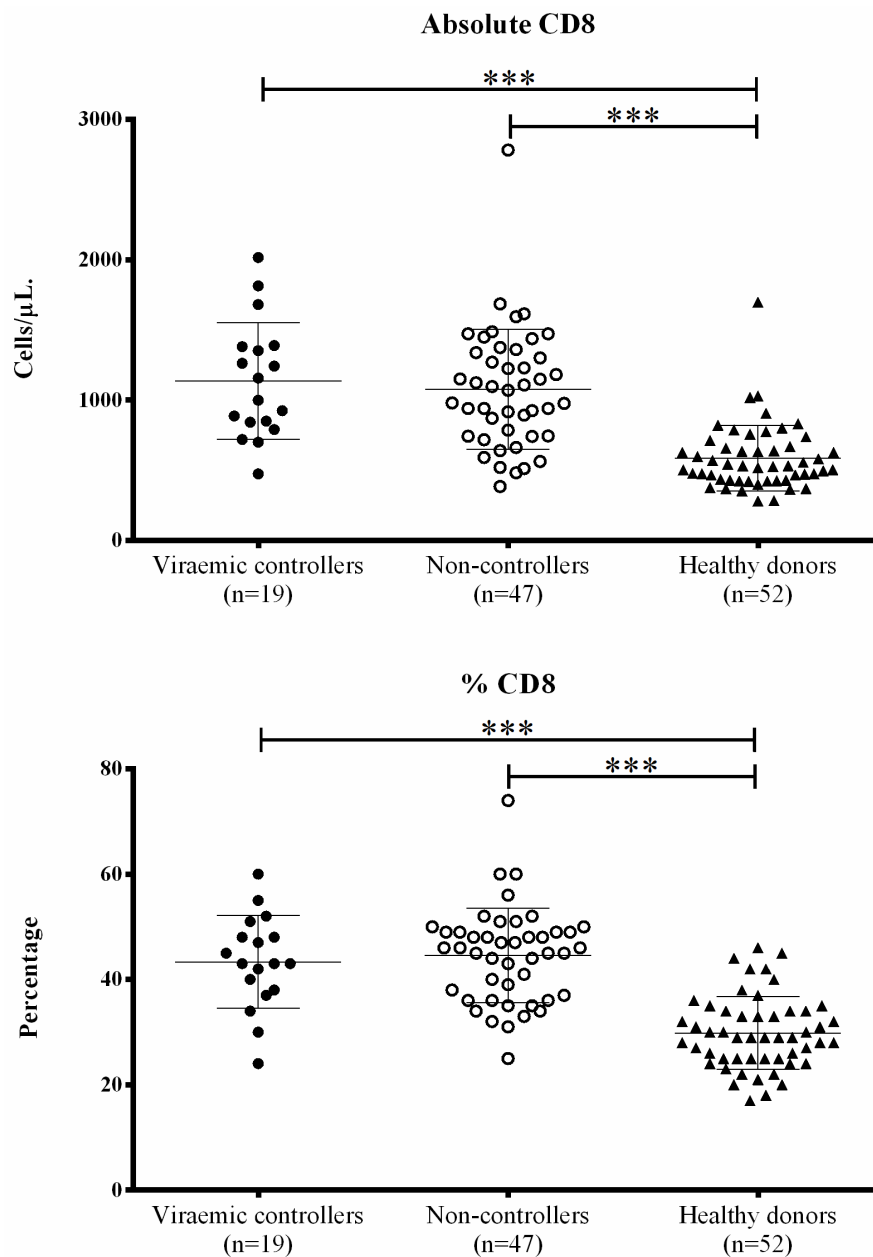 Absolute CD8
***
***
3000
2000
1000
0
Cells/µL.
Viraemic controllers
(n=19)
Non-controllers
(n=47)
Healthy donors
(n=52)
% CD8
***
***
80
60
40
20
0
Percentage
Viraemic controllers
(n=19)
Non-controllers
(n=47)
Healthy donors
(n=52)